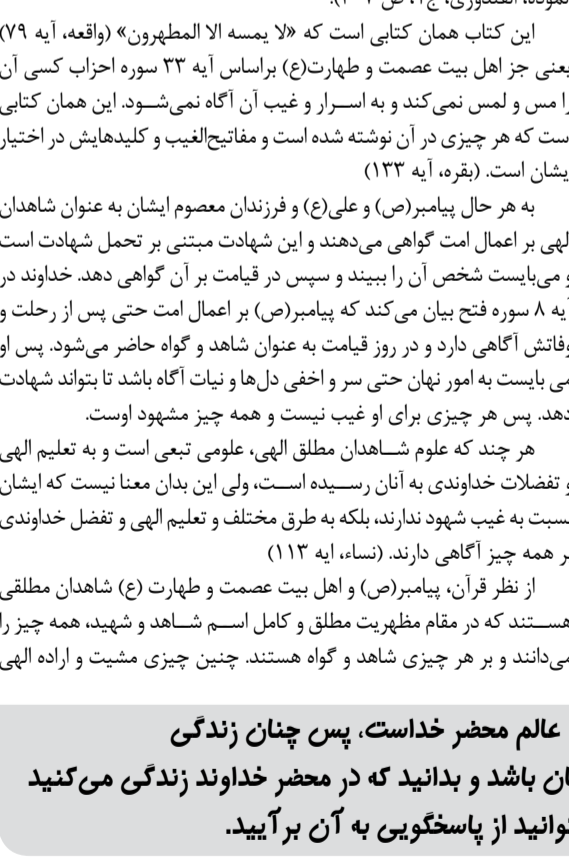 این کتاب همان کتابی است که «لا یمسه الا المطهرون» (واقعه، آیه ۷۹)
یعنی جز اهل بیت عصمت و طهارت(ع) براساس آیه ۳۳ سوره احزاب کسی آن
را مس و لمس نمی‌کند و به اسرار و غیب آن آگاه نمی‌شود. این همان کتابی
است که هر چیزی در آن نوشته شده است و مفاتیح‌الغیب و کلیدهایش در اختیار
ایشان است. (بقره، آیه ۱۳۳)
به هر حال پیامبر(ص) و علی(ع) و فرزندان معصوم ایشان به عنوان شاهدان
الهی بر اعمال امت گواهی می‌دهند و این شهادت مبتنی بر تحمل شهادت است
و می‌بایست شخص آن را ببیند و سپس در قیامت بر آن گواهی دهد. خداوند در
آیه ۸ سوره فتح بیان می‌کند که پیامبر(ص) بر اعمال امت حتی پس از رحلت و
وفاتش آگاهی دارد و در روز قیامت به عنوان شاهد و گواه حاضر می‌شود. پس او
می بایست به امور نهان حتی سر و اخفی دل‌ها و نیات آگاه باشد تا بتواند شهادت
دهد. پس هر چیزی برای او غیب نیست و همه چیز مشهود اوست.
هر چند که علوم شاهدان مطلق الهی، علومی تبعی است و به تعلیم الهی
و تفضلات خداوندی به آنان رسیده است، ولی این بدان معنا نیست که ایشان
نسبت به غیب شهود ندارند، بلکه به طرق مختلف و تعلیم الهی و تفضل خداوندی
بر همه چیز آگاهی دارند. (نساء، ایه ۱۱۳)
از نظر قرآن، پیامبر(ص) و اهل بیت عصمت و طهارت (ع) شاهدان مطلقی
هستند که در مقام مظهریت مطلق و کامل اسم شاهد و شهید، همه چیز را
می‌دانند و بر هر چیزی شاهد و گواه هستند. چنین چیزی مشیت و اراده الهی
عالم محضر خداست، پس چنان زندگی
باشد و بدانید که در محضر خداوند زندگی می‌کنید
از پاسخگویی به آن برآیید.